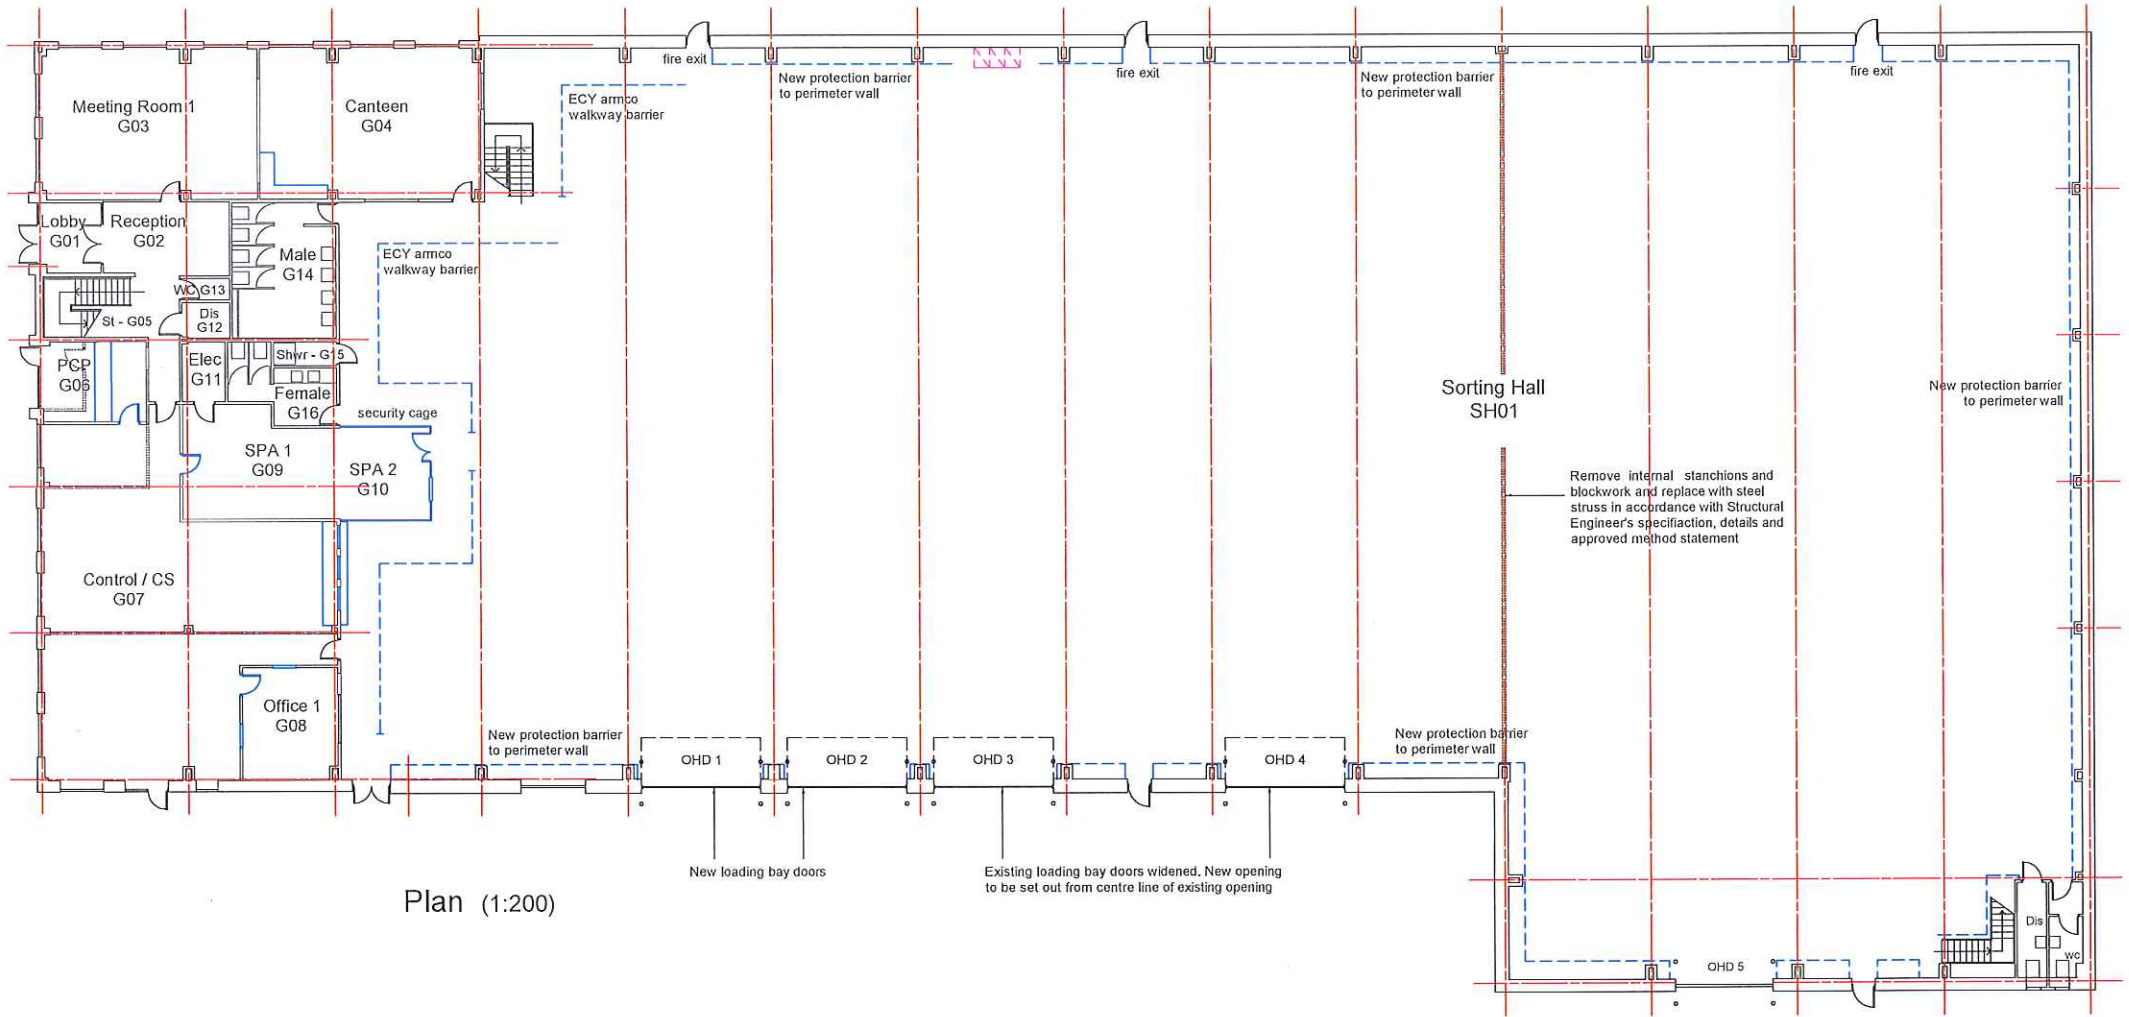 fire exit
fire exit
fire exit
New protection barrier
to perimeter wall
New protection barrier
to perimeter wall
ECY armco
walkway barrier
Meeting Room 1
G03
Canteen
G04
Lobby
G01
Reception
G02
Male
G14
ECY armco
walkway barrier
WC G13
Dis
G12
St - G05
PCP
G06
Elec
G11
Shwr - G15
Female
G16
security cage
Sorting Hall
SH01
New protection barrier
to perimeter wall
SPA 1
G09
SPA 2
G10
Remove internal stanchions and
blockwork and replace with steel
struss in accordance with Structural
Engineer's specifiaction, details and
approved method statement
Control / CS
G07
Office 1
G08
New protection barrier
to perimeter wall
OHD 1
OHD 2
OHD 3
OHD 4
New protection barrier
to perimeter wall
New loading bay doors
Existing loading bay doors widened. New opening
to be set out from centre line of existing opening
Plan (1:200)
Dis
wc
OHD 5